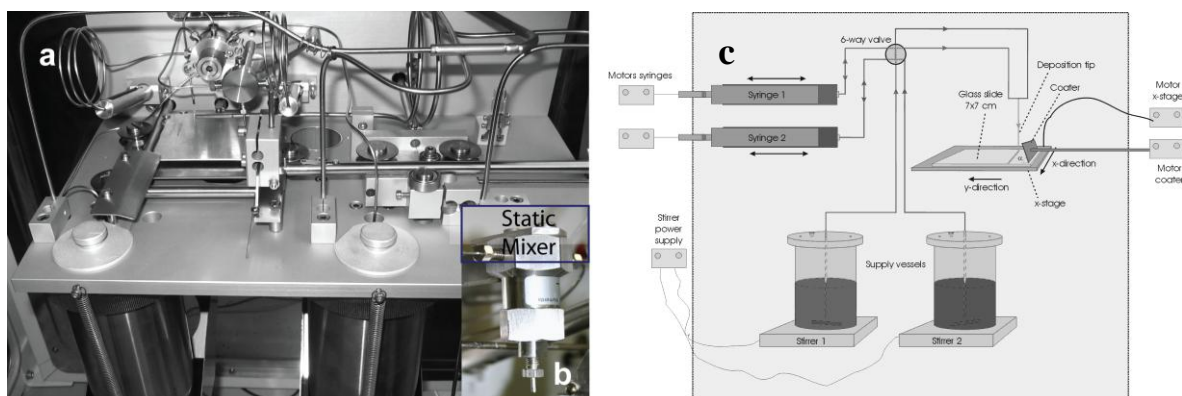 a
Static
Mixer
b
c
6-way valve
Motors syringes
Syringe 1
Syringe 2
Deposition tip
Coater
Glass slide
7x7 cm
Motor
x-stage
α
x-direction
y-direction
Motor
coater
x-stage
Stirrer
power
supply
Supply vessels
Stirrer 1
Stirrer 2